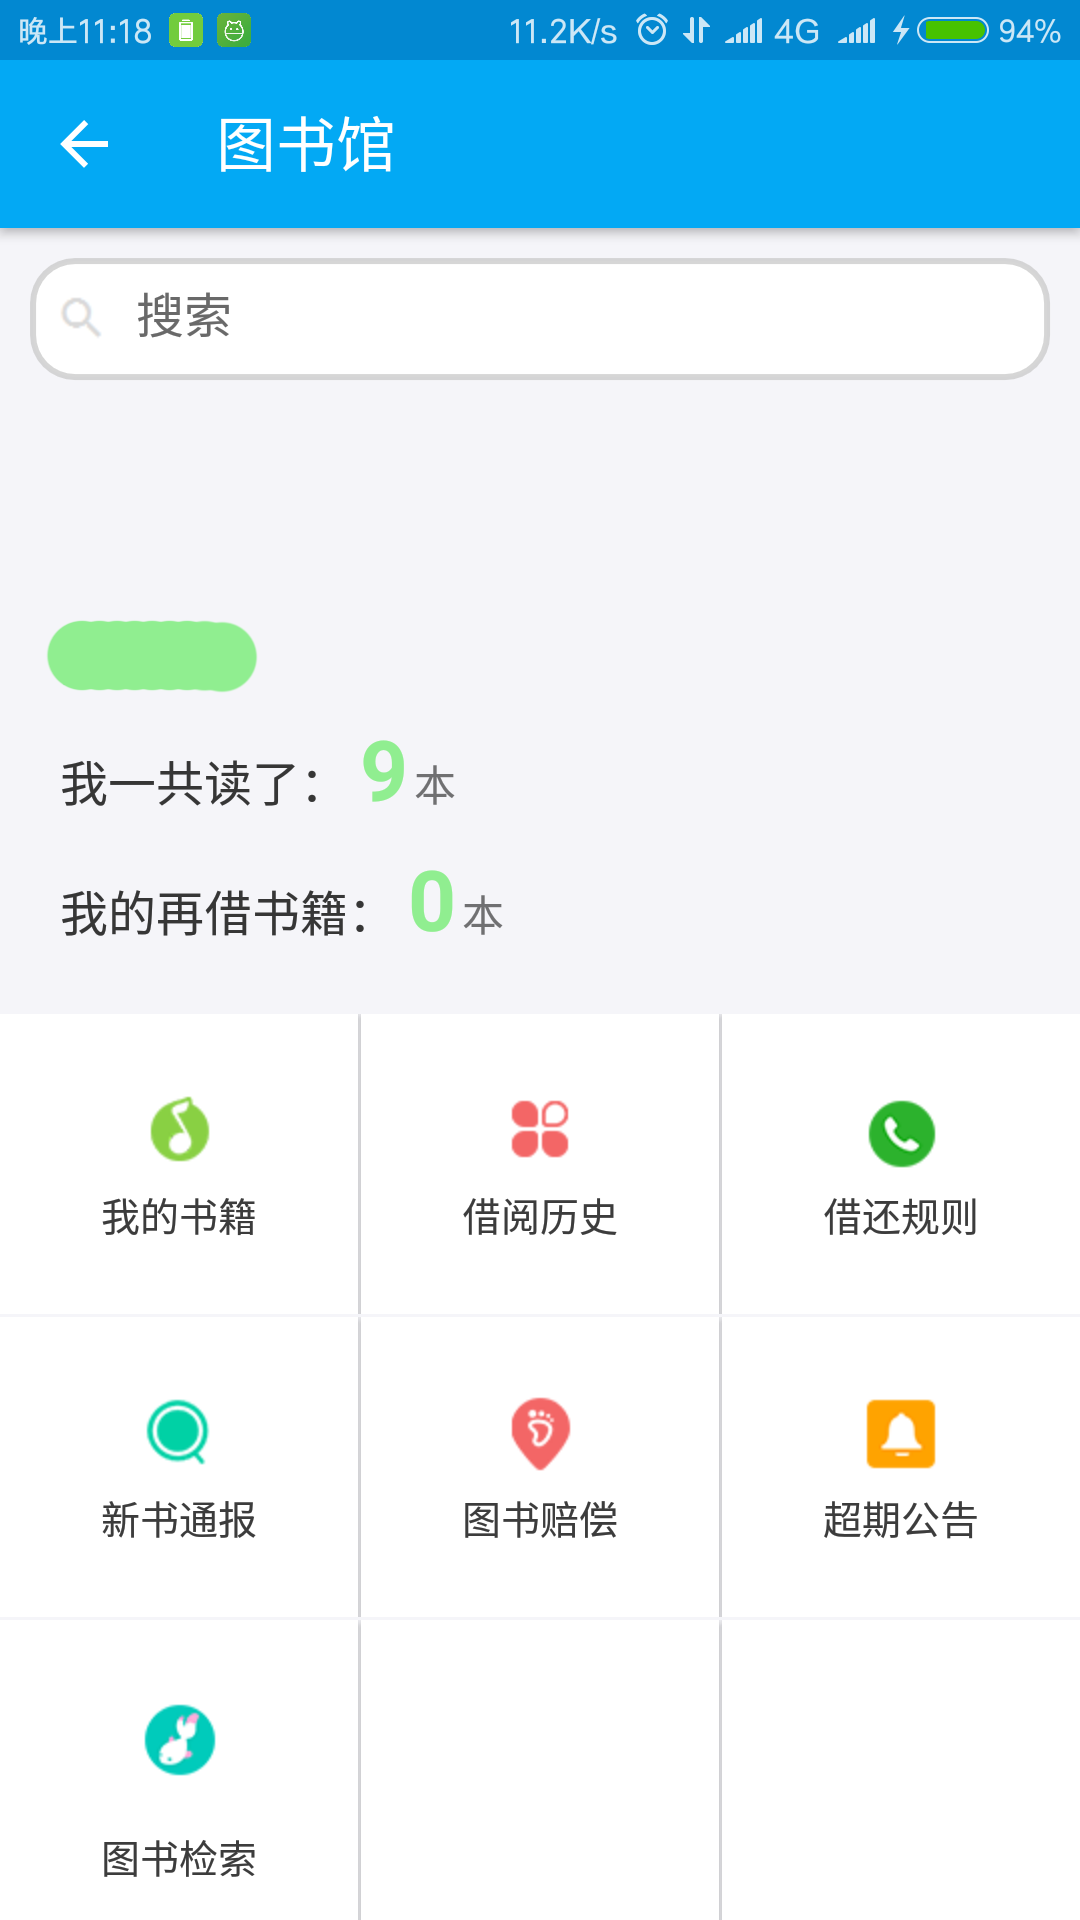 晚上11:18 11.2K/s 4G 94%
图书馆
搜索
我一共读了： 9本
我的再借书籍： 0本
我的书籍 借阅历史 借还规则
新书通报 图书赔偿 超期公告
图书检索